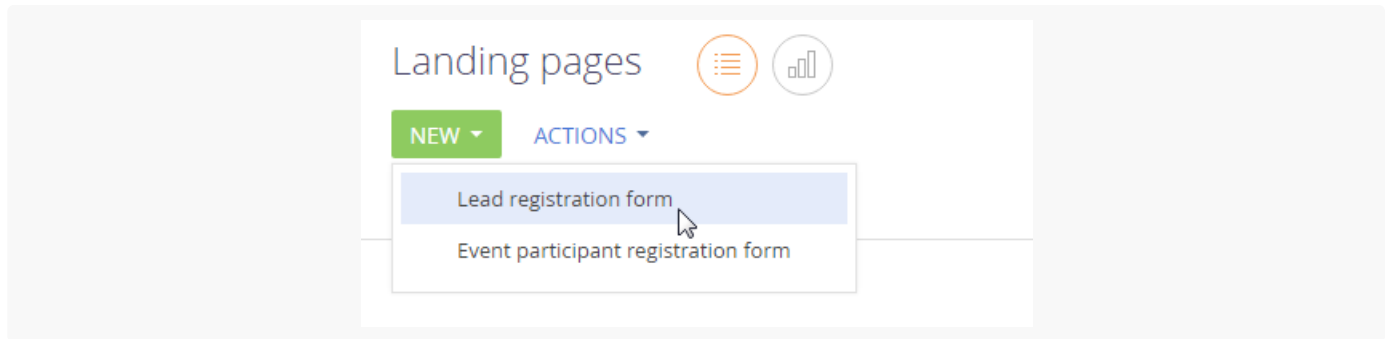 Landing pages
NEW ACTIONS
Lead registration form
Event participant registration form